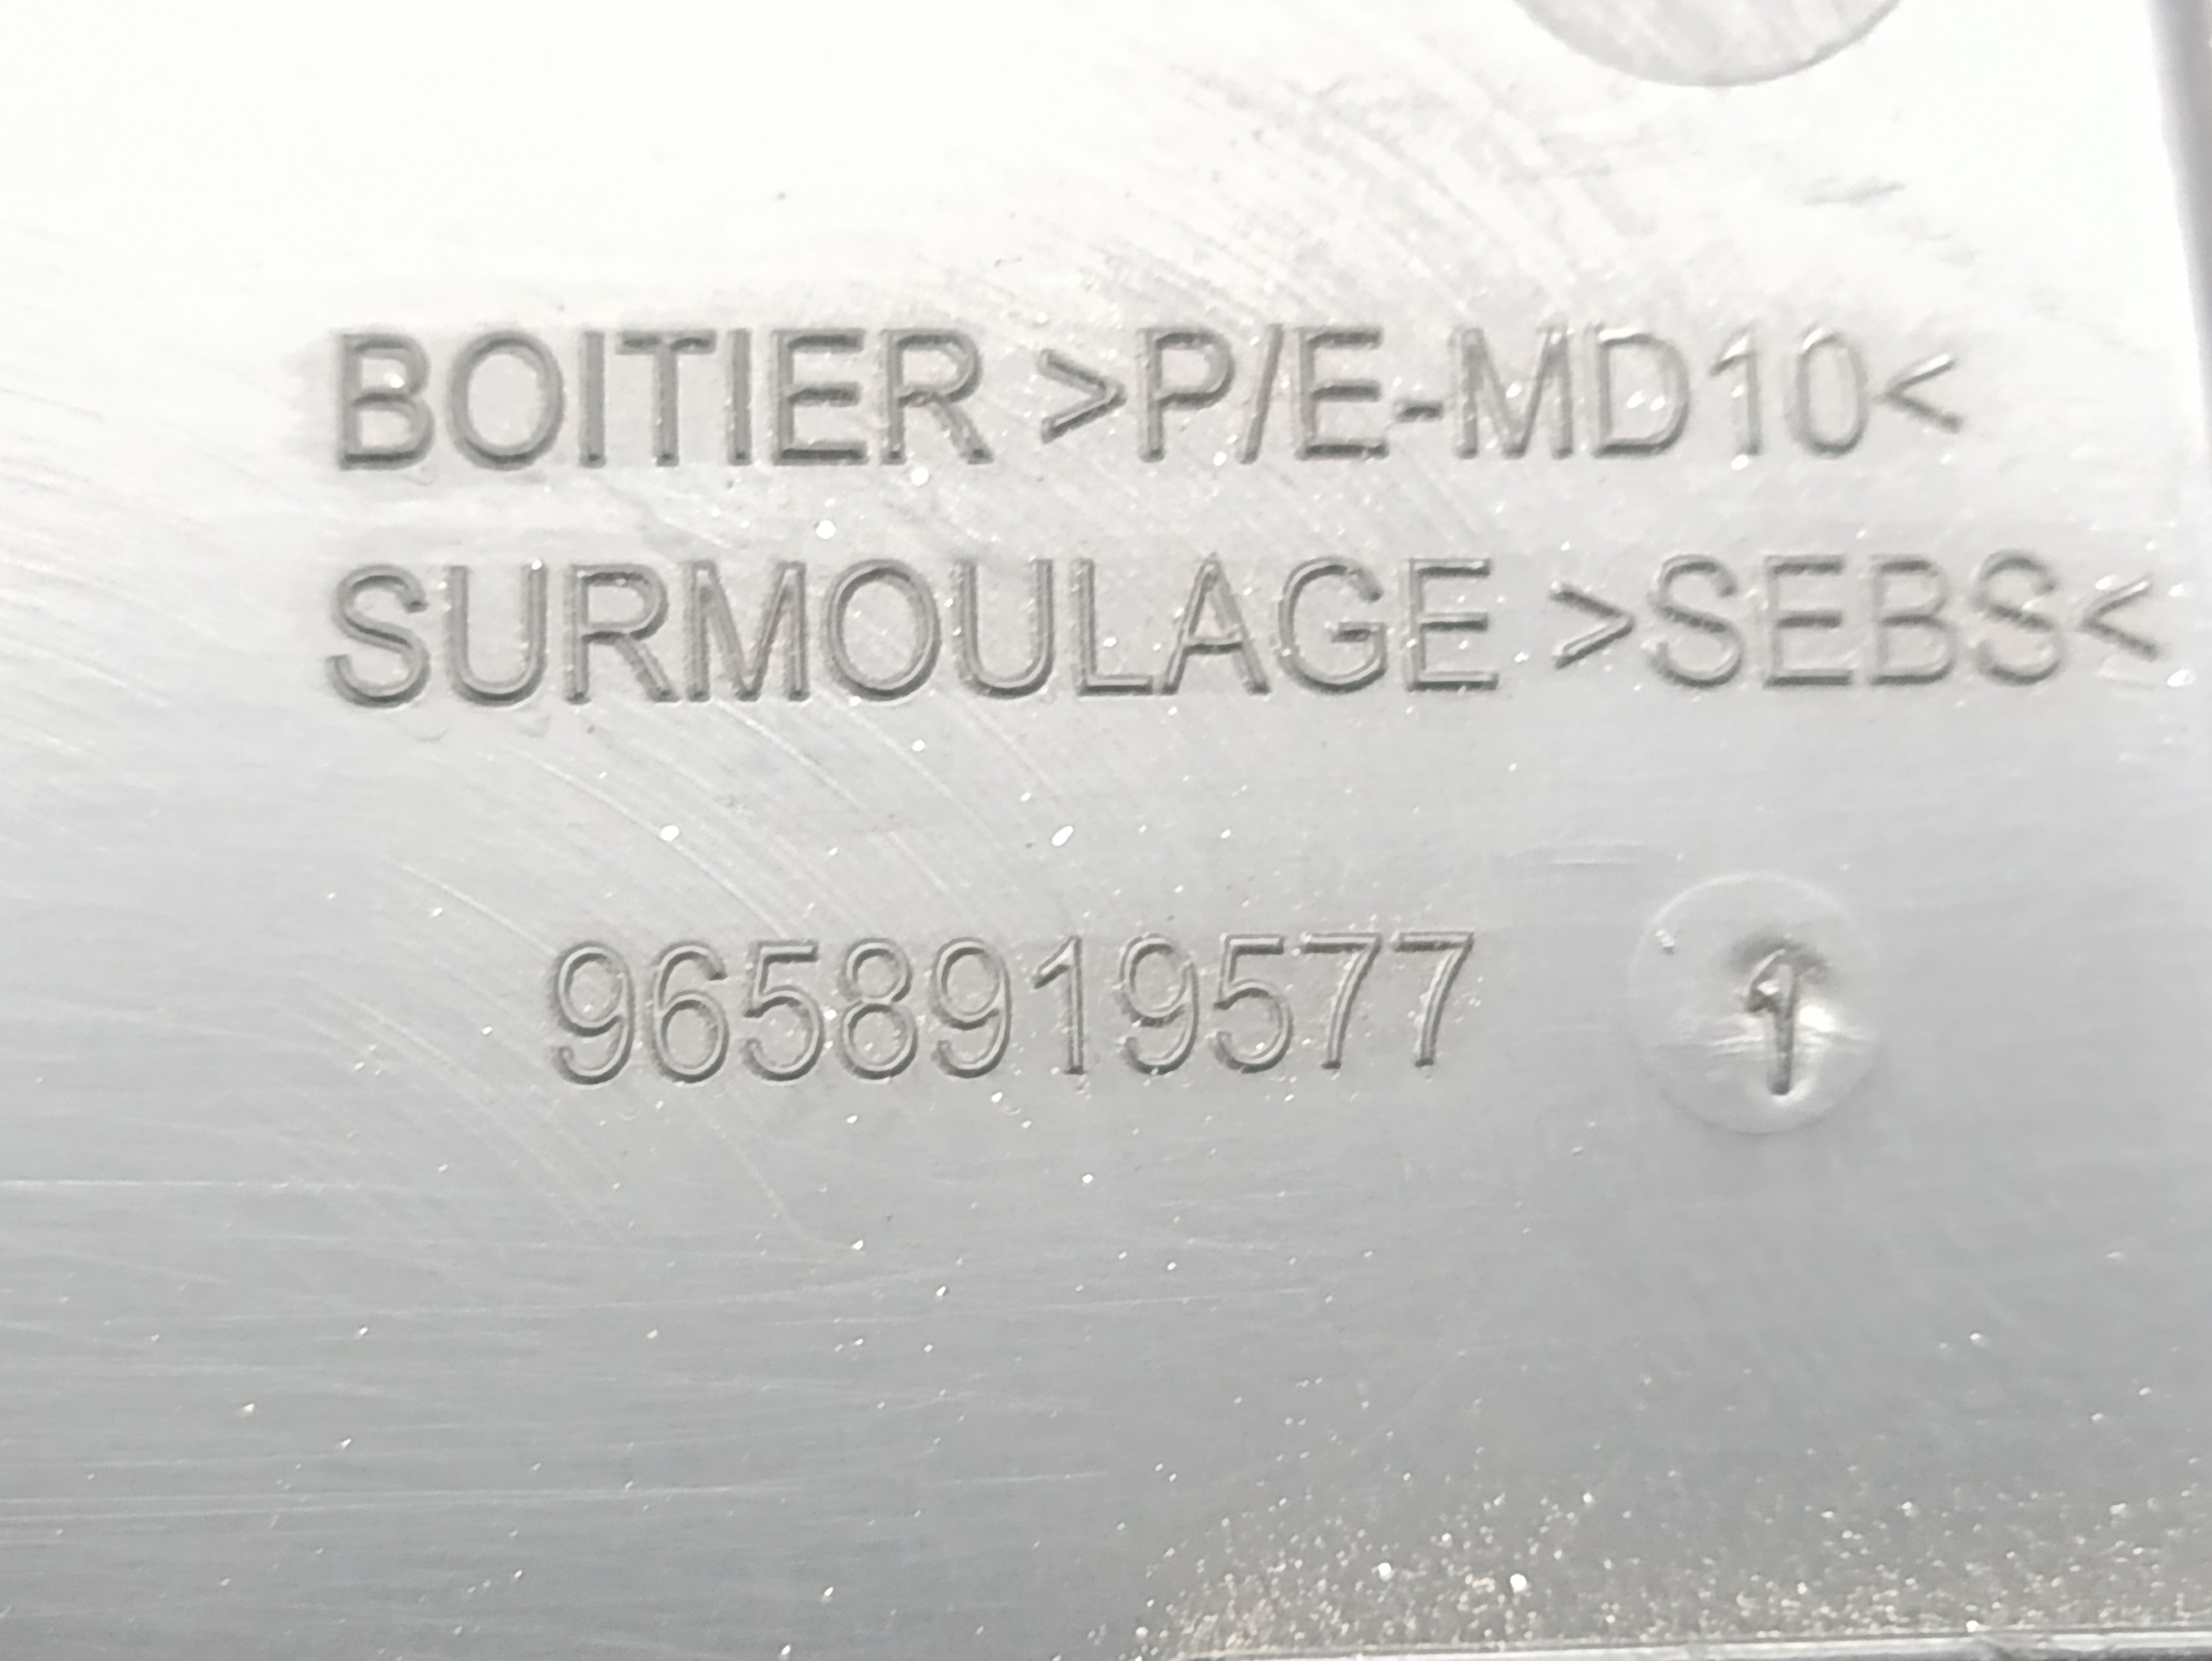 BOITIER >P/E-MD10<
SURMOULAGE >SEBS<
9658919577
1